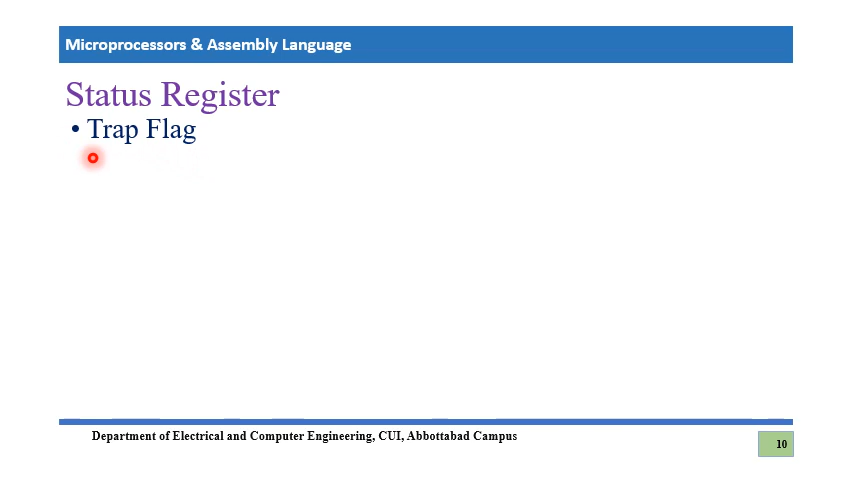 Microprocessors & Assembly Language
Status Register
• Trap Flag
Department of Electrical and Computer Engineering, CUI, Abbottabad Campus
10